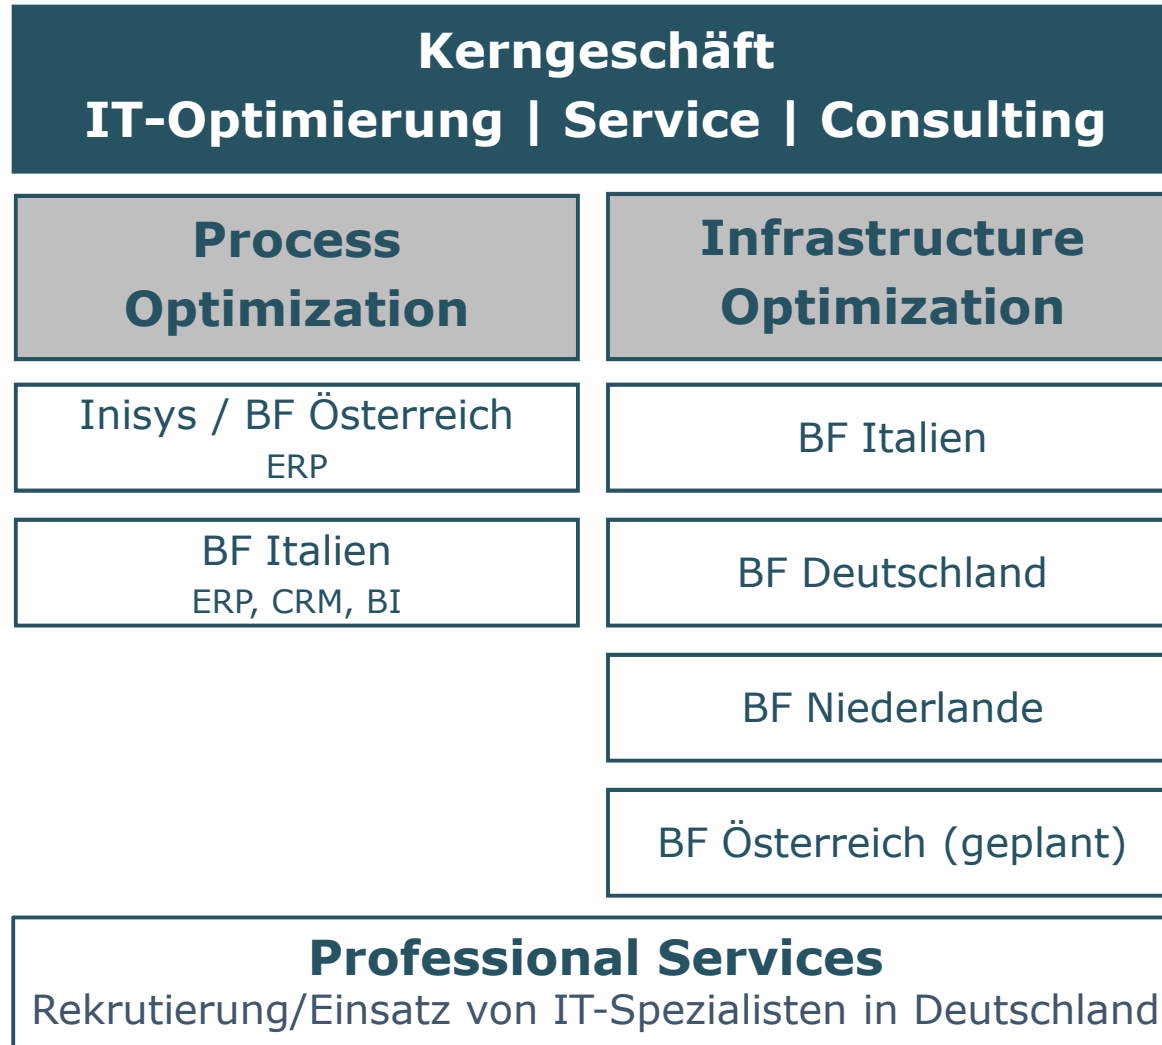 Kerngeschäft
IT-Optimierung | Service | Consulting
Process
Optimization
Infrastructure
Optimization
Inisys / BF Österreich
ERP
BF Italien
BF Italien
ERP, CRM, BI
BF Deutschland
BF Niederlande
BF Österreich (geplant)
Professional Services
Rekrutierung/Einsatz von IT-Spezialisten in Deutschland